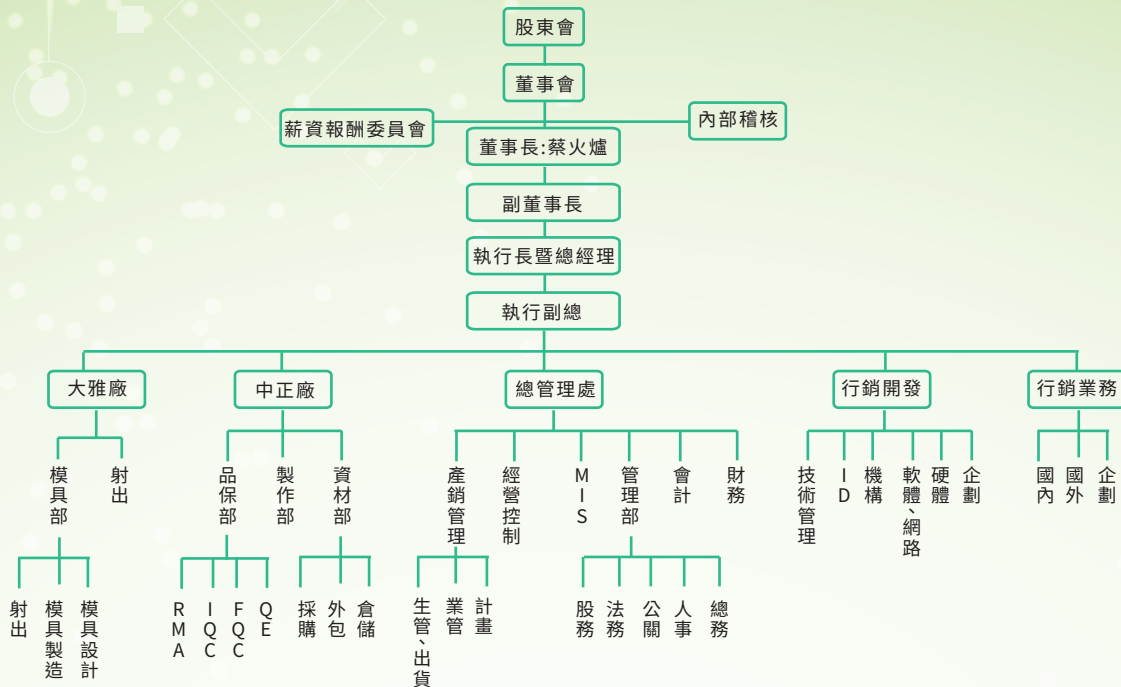 股東會
董事會
薪資報酬委員會
內部稽核
董事長:蔡火爐
副董事長
執行長暨總經理
執行副總
大雅廠
中正廠
總管理處
行銷開發
行銷業務
模具部
射出
品保部
製作部
資材部
產銷管理
經營控制
MIS
管理部
會計
財務
技術管理
ID
機構
軟體、網路
硬體
企劃
國內
國外
企劃
射出
模具製造
模具設計
RMA
IQC
FQC
QE
採購
外包
倉儲
生管、出貨
業管
計畫
股務
法務
公關
人事
總務